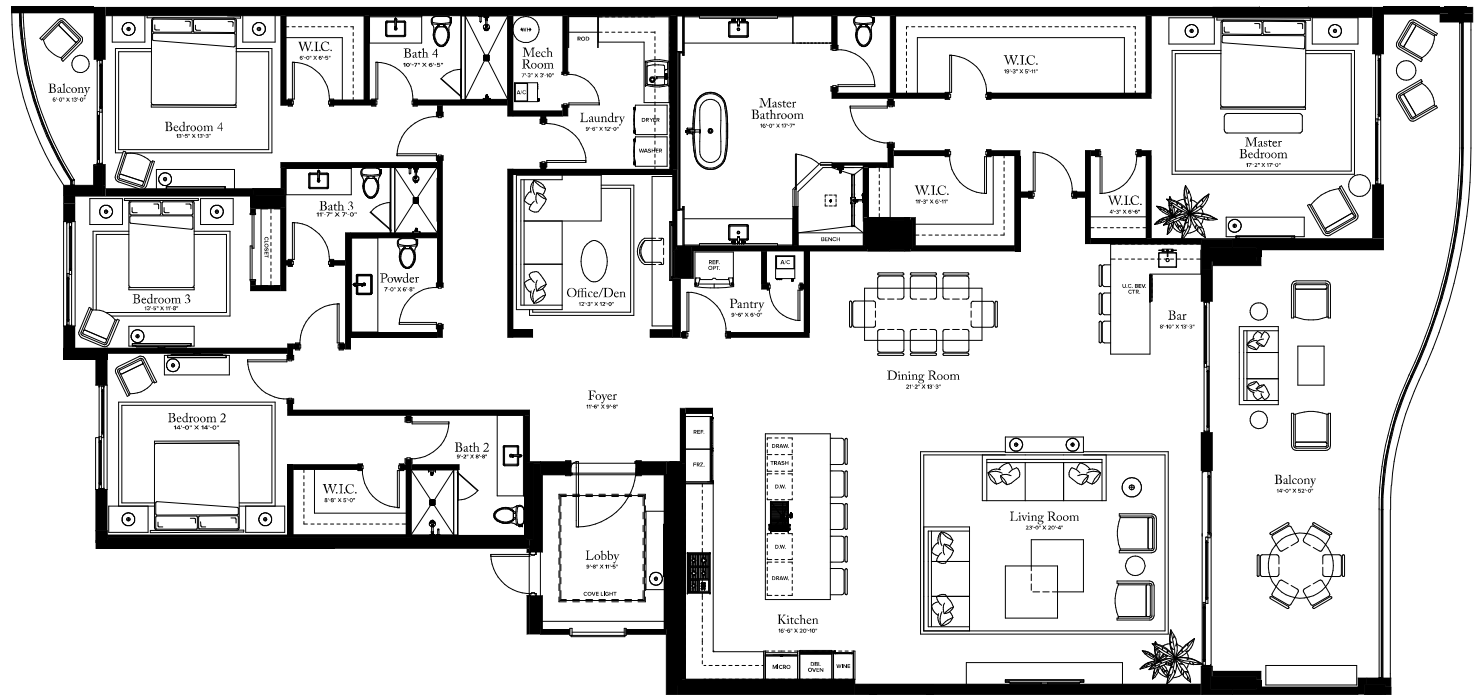 Balcony
6'-0" X 13'-0"
Bedroom 4
13'-5" X 13'-3"
W.I.C.
6'-0" X 6'-5"
Bath 4
10'-7" X 6'-5"
WH
Mech
Room
7'-3" X 3'-10"
A/C
ROD
Laundry
9'-6" X 12'-0"
DRYER
WASHER
Master
Bathroom
16'-0" X 17'-7"
W.I.C.
19'-3" X 5'-11"
Master
Bedroom
17'-2" X 17'-0"
W.I.C.
11'-3" X 6'-11"
W.I.C.
4'-3" X 6'-6"
BENCH
Bath 3
11'-7" X 7'-0"
CLOSET
Bedroom 3
13'-5" X 11'-8"
Powder
7'-0" X 6'-8"
Office/Den
12'-3" X 12'-0"
REF.
OPT.
A/C
Pantry
9'-6" X 6'-0"
U.C. BEV.
CTR.
Bar
8'-10" X 13'-3"
Dining Room
21'-2" X 13'-3"
Foyer
11'-6" X 9'-8"
Bedroom 2
14'-0" X 14'-0"
Bath 2
9'-2" X 8'-8"
W.I.C.
8'-8" X 5'-0"
REF.
FRZ.
DRAW.
TRASH
D.W.
D.W.
DRAW.
Living Room
23'-0" X 20'-4"
Balcony
14'-0" X 52'-0"
Lobby
9'-8" X 11'-5"
COVE LIGHT
Kitchen
16'-6" X 20'-10"
MICRO
DBL
OVEN
WINE